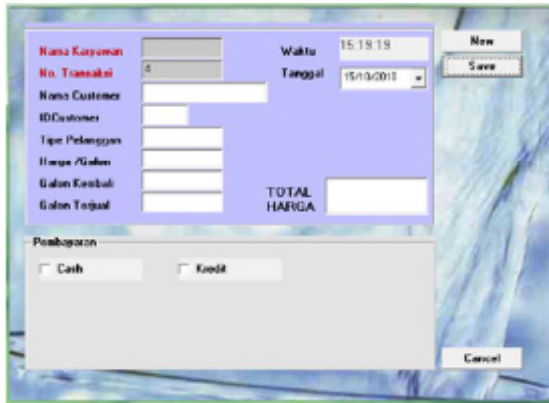 Nama Karyawan
Waktu 15:19:19
New
No. Transaksi 4
Tanggal 15/10/2010
Save
Nama Customer
IDCustomer
Tipe Pelanggan
Harga /Galon
Galon Kembali
Galon Terjual
TOTAL
HARGA
Pembayaran
Cash
Kredit
Cancel